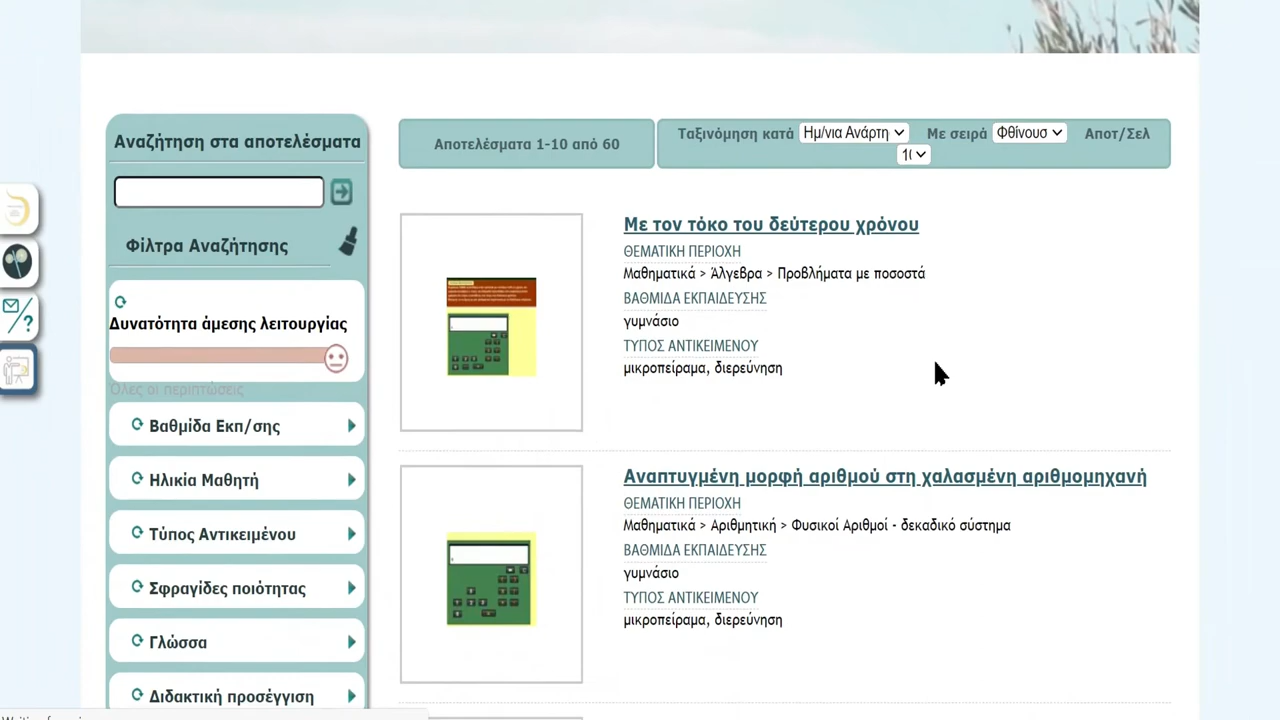 Αναζήτηση στα αποτελέσματα
Φίλτρα Αναζήτησης
Δυνατότητα άμεσης λειτουργίας
Όλες οι περιπτώσεις
Βαθμίδα Εκπ/σης
Ηλικία Μαθητή
Τύπος Αντικειμένου
Σφραγίδες ποιότητας
Γλώσσα
Διδακτική προσέγγιση
Αποτελέσματα 1-10 από 60
Ταξινόμηση κατά Ημ/νια Ανάρτη Με σειρά Φθίνουσ Αποτ/Σελ
Με τον τόκο του δεύτερου χρόνου
ΘΕΜΑΤΙΚΗ ΠΕΡΙΟΧΗ
Μαθηματικά > Άλγεβρα > Προβλήματα με ποσοστά
ΒΑΘΜΙΔΑ ΕΚΠΑΙΔΕΥΣΗΣ
γυμνάσιο
ΤΥΠΟΣ ΑΝΤΙΚΕΙΜΕΝΟΥ
μικροπείραμα, διερεύνηση
Αναπτυγμένη μορφή αριθμού στη χαλασμένη αριθμομηχανή
ΘΕΜΑΤΙΚΗ ΠΕΡΙΟΧΗ
Μαθηματικά > Αριθμητική > Φυσικοί Αριθμοί - δεκαδικό σύστημα
ΒΑΘΜΙΔΑ ΕΚΠΑΙΔΕΥΣΗΣ
γυμνάσιο
ΤΥΠΟΣ ΑΝΤΙΚΕΙΜΕΝΟΥ
μικροπείραμα, διερεύνηση